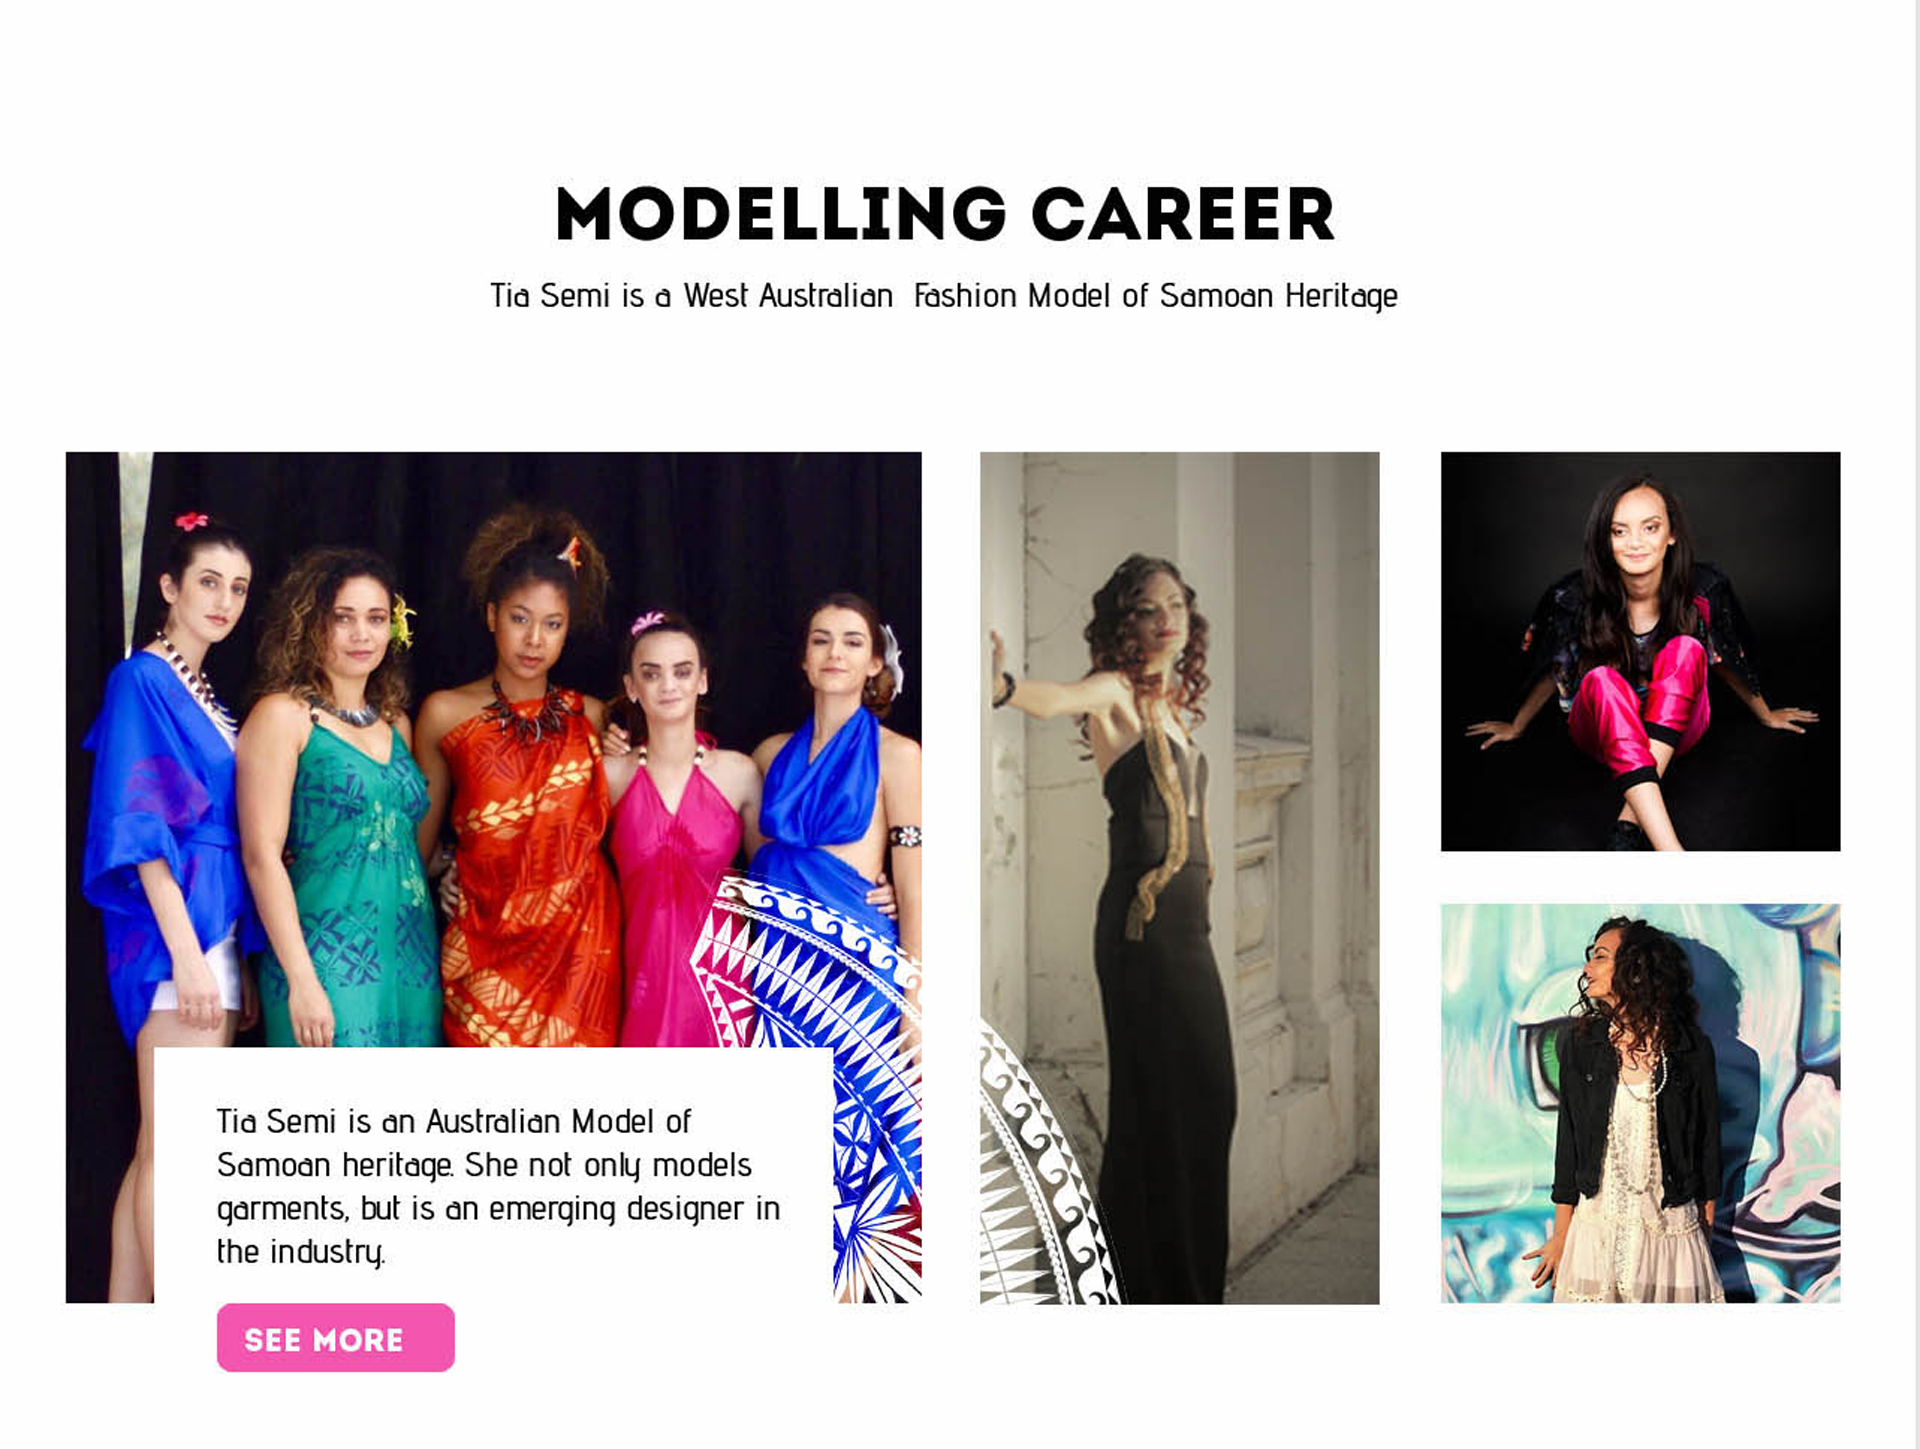 MODELLING CAREER
Tia Semi is a West Australian  Fashion Model of Samoan Heritage
Tia Semi is an Australian Model of
Samoan heritage. She not only models
garments, but is an emerging designer in
the industry.
SEE MORE